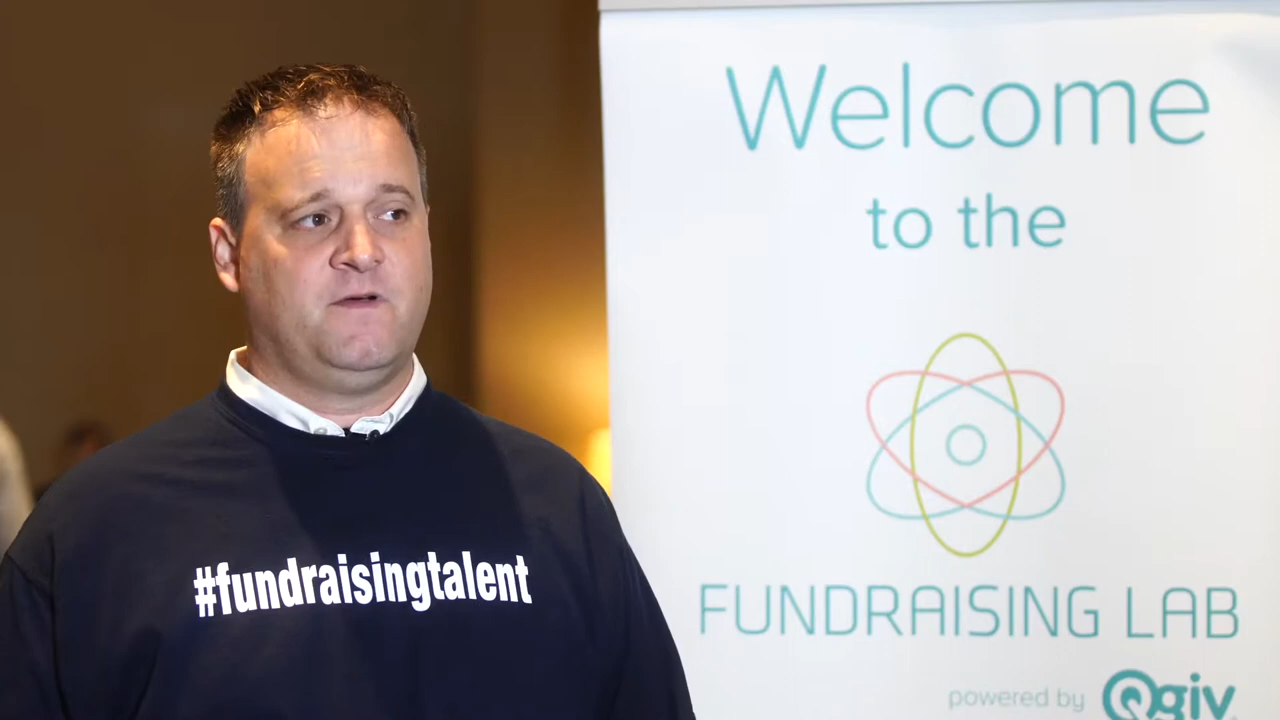 #fundraisingtalent
Welcome
to the
FUNDRAISING LAB
powered by Qgiv